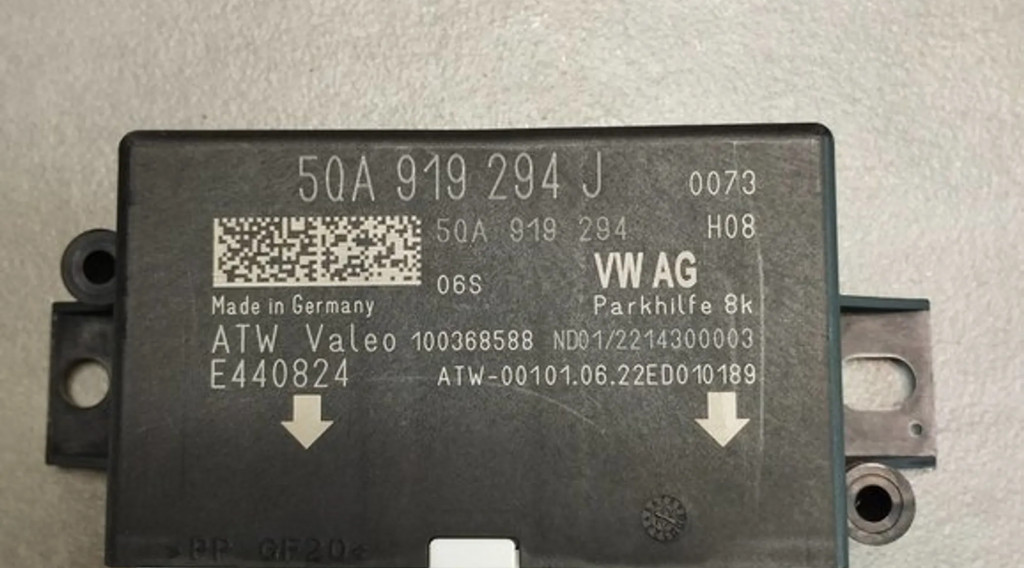 5QA 919 294 J 0073
5QA 919 294 H08
06S VW AG
Made in Germany Parkhilfe 8k
ATW Valeo 100368588 ND01/2214300003
E440824 ATW-00101.06.22ED010189
>PP GF20<